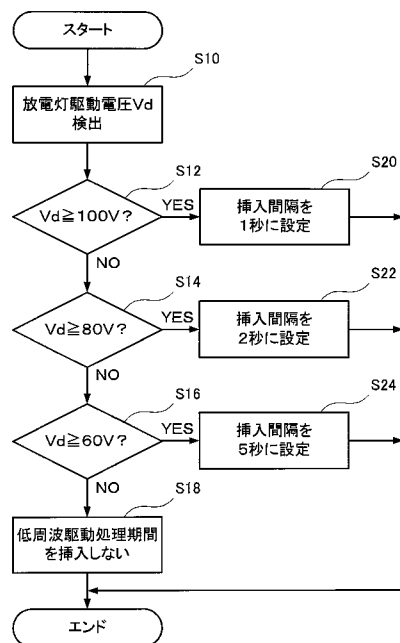 スタート
S10
放電灯駆動電圧Vd
検出
S12
Vd≧100V?
YES
S20
挿入間隔を
1秒に設定
NO
S14
Vd≧80V?
YES
S22
挿入間隔を
2秒に設定
NO
S16
Vd≧60V?
YES
S24
挿入間隔を
5秒に設定
NO
S18
低周波駆動処理期間
を挿入しない
エンド